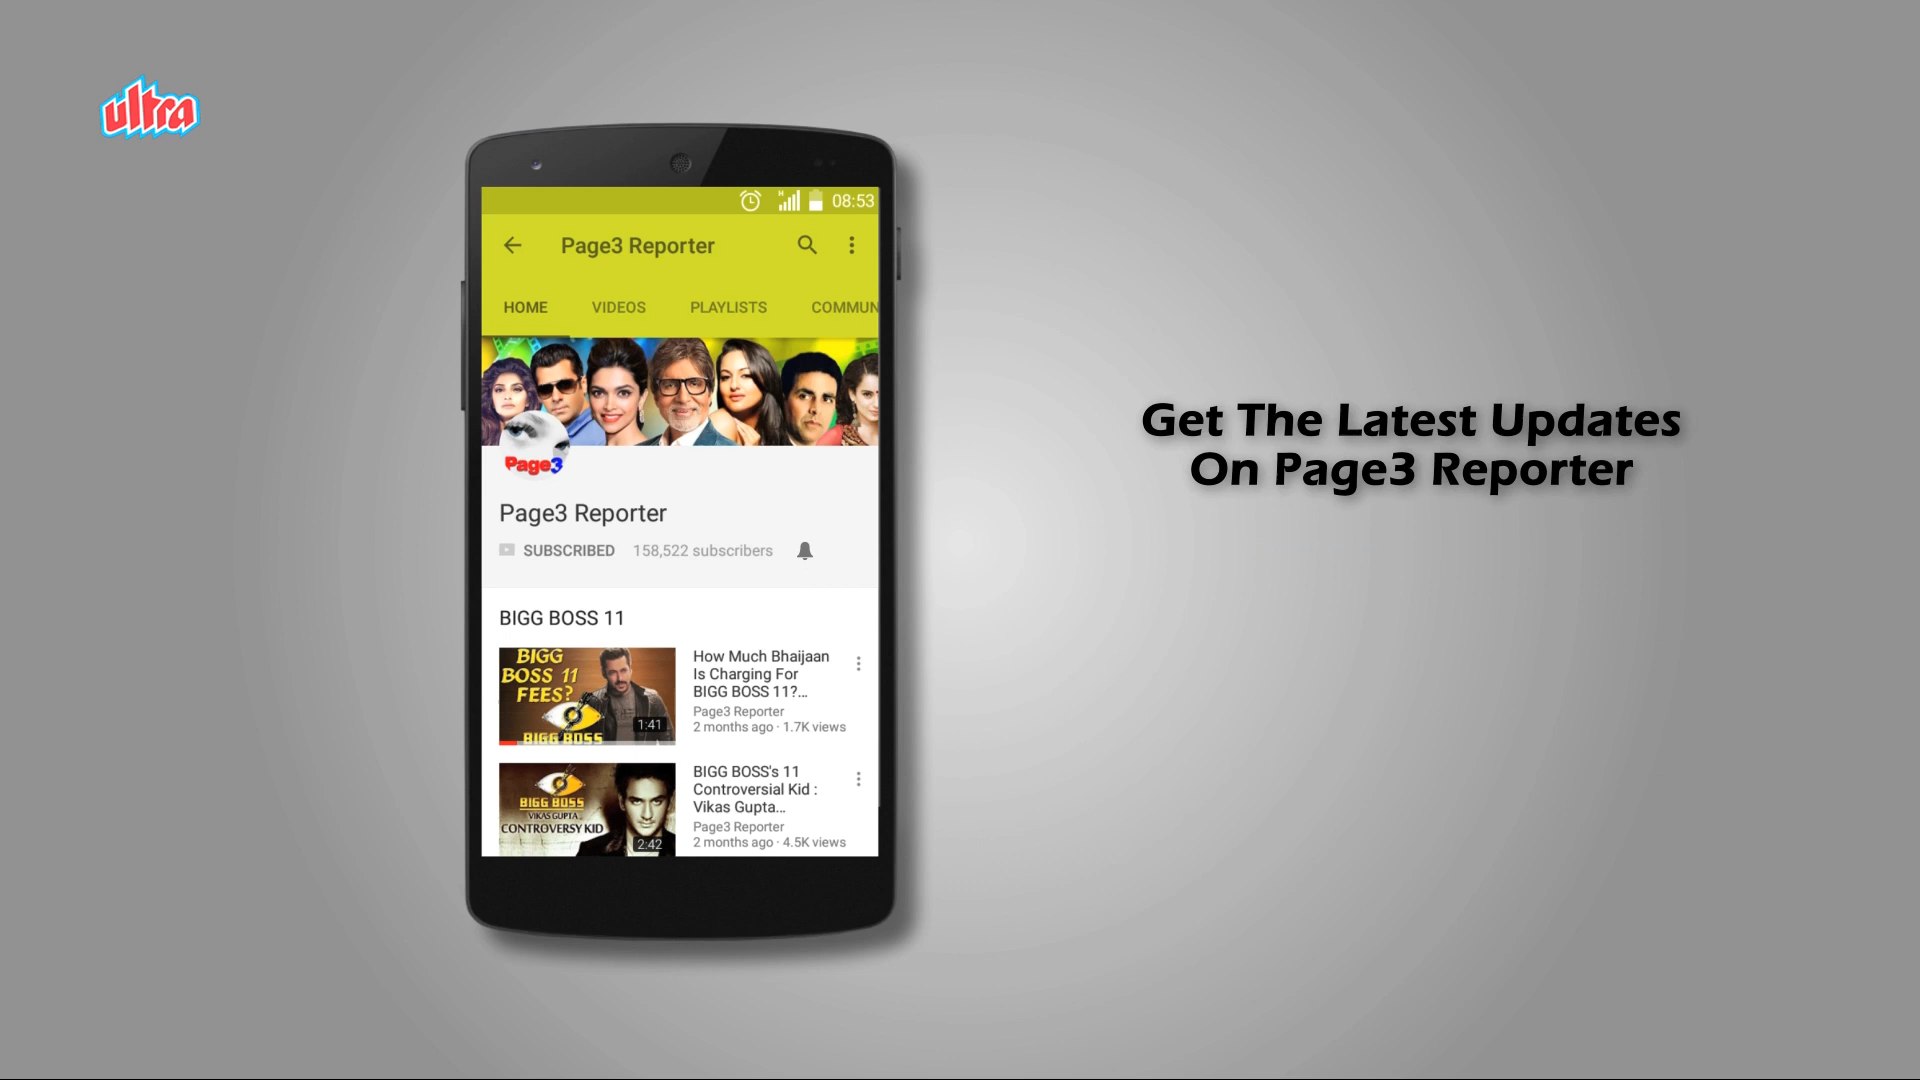 ultra
H
08:53
Page3 Reporter
HOME VIDEOS PLAYLISTS COMMUN
Page3
Page3 Reporter
SUBSCRIBED 158,522 subscribers
BIGG BOSS 11
BIGG
BOSS 11
FEES?
1:41
BIGG BOSS
How Much Bhaijaan
Is Charging For
BIGG BOSS 11?...
Page3 Reporter
2 months ago · 1.7K views
BIGG BOSS
VIKAS GUPTA
CONTROVERSY KID
2:42
BIGG BOSS's 11
Controversial Kid :
Vikas Gupta...
Page3 Reporter
2 months ago · 4.5K views
Get The Latest Updates
On Page3 Reporter